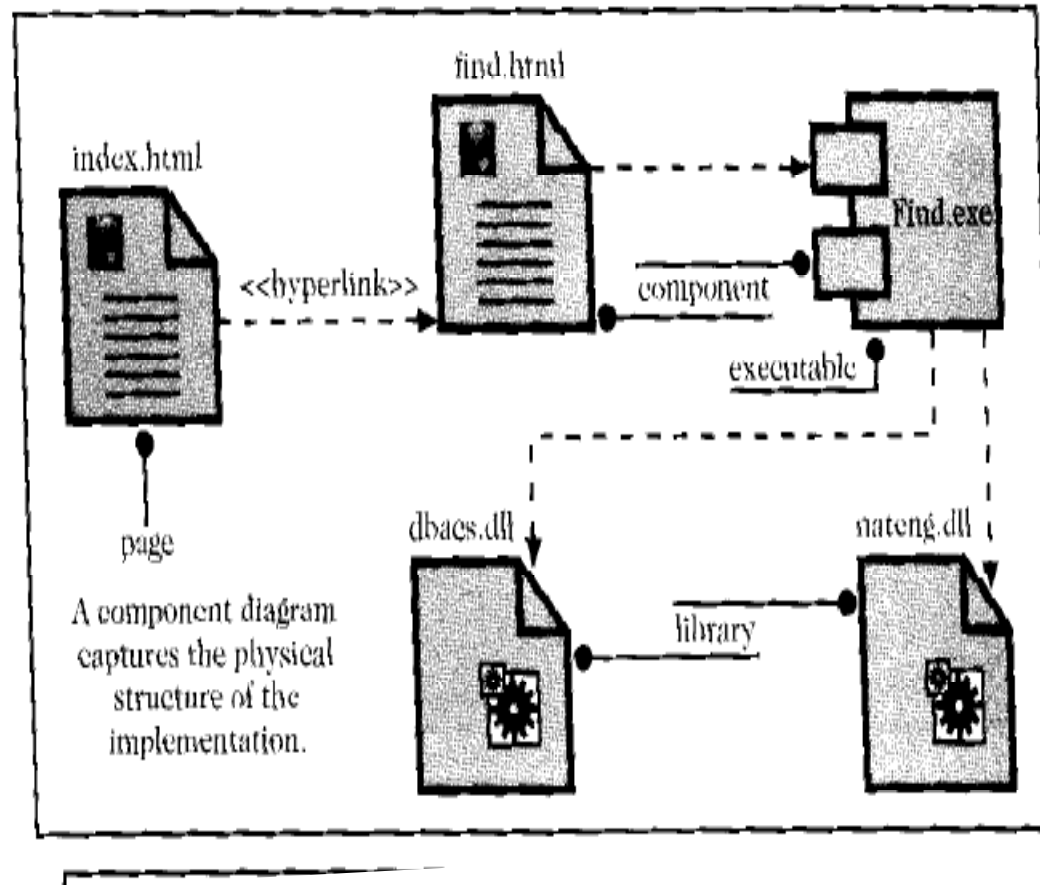 find.html
index.html
Find.exe
<<hyperlink>>
component
executable
page
dbacs.dll
nateng.dll
library
A component diagram
captures the physical
structure of the
implementation.